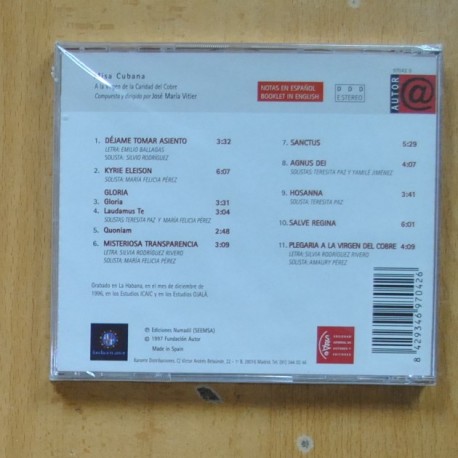 Misa Cubana
A la Virgen de la Caridad del Cobre
Compuesta y dirigida por José María Vitier
NOTAS EN ESPAÑOL
BOOKLET IN ENGLISH
D D D
ESTEREO
AUTOR
@
1. DÉJAME TOMAR ASIENTO 3:32
LETRA: EMILIO BALLAGAS
SOLISTA: SILVIO RODRÍGUEZ
2. KYRIE ELEISON 6:07
SOLISTA: MARÍA FELICIA PÉREZ
GLORIA
3. Gloria 3:31
4. Laudamus Te 3:04
SOLISTAS: TERESITA PAZ Y MARÍA FELICIA PÉREZ
5. Quoniam 2:48
6. MISTERIOSA TRANSPARENCIA 3:09
LETRA: SILVIA RODRÍGUEZ RIVERO
SOLISTA: MARÍA FELICIA PÉREZ
7. SANCTUS 5:29
8. AGNUS DEI 4:07
SOLISTAS: TERESITA PAZ Y YAMILÉ JIMÉNEZ
9. HOSANNA 3:41
SOLISTA: TERESITA PAZ
10. SALVE REGINA 6:01
11. PLEGARIA A LA VIRGEN DEL COBRE 4:09
LETRA: SILVIA RODRÍGUEZ RIVERO
SOLISTA: AMAURY PÉREZ
Grabado en La Habana, en el mes de diciembre de
1996, en los Estudios ICAIC y en los Estudios OJALÁ.
℗ Ediciones Numadil (SEEMSA)
© 1997 Fundación Autor
Made in Spain
8 429346 970426